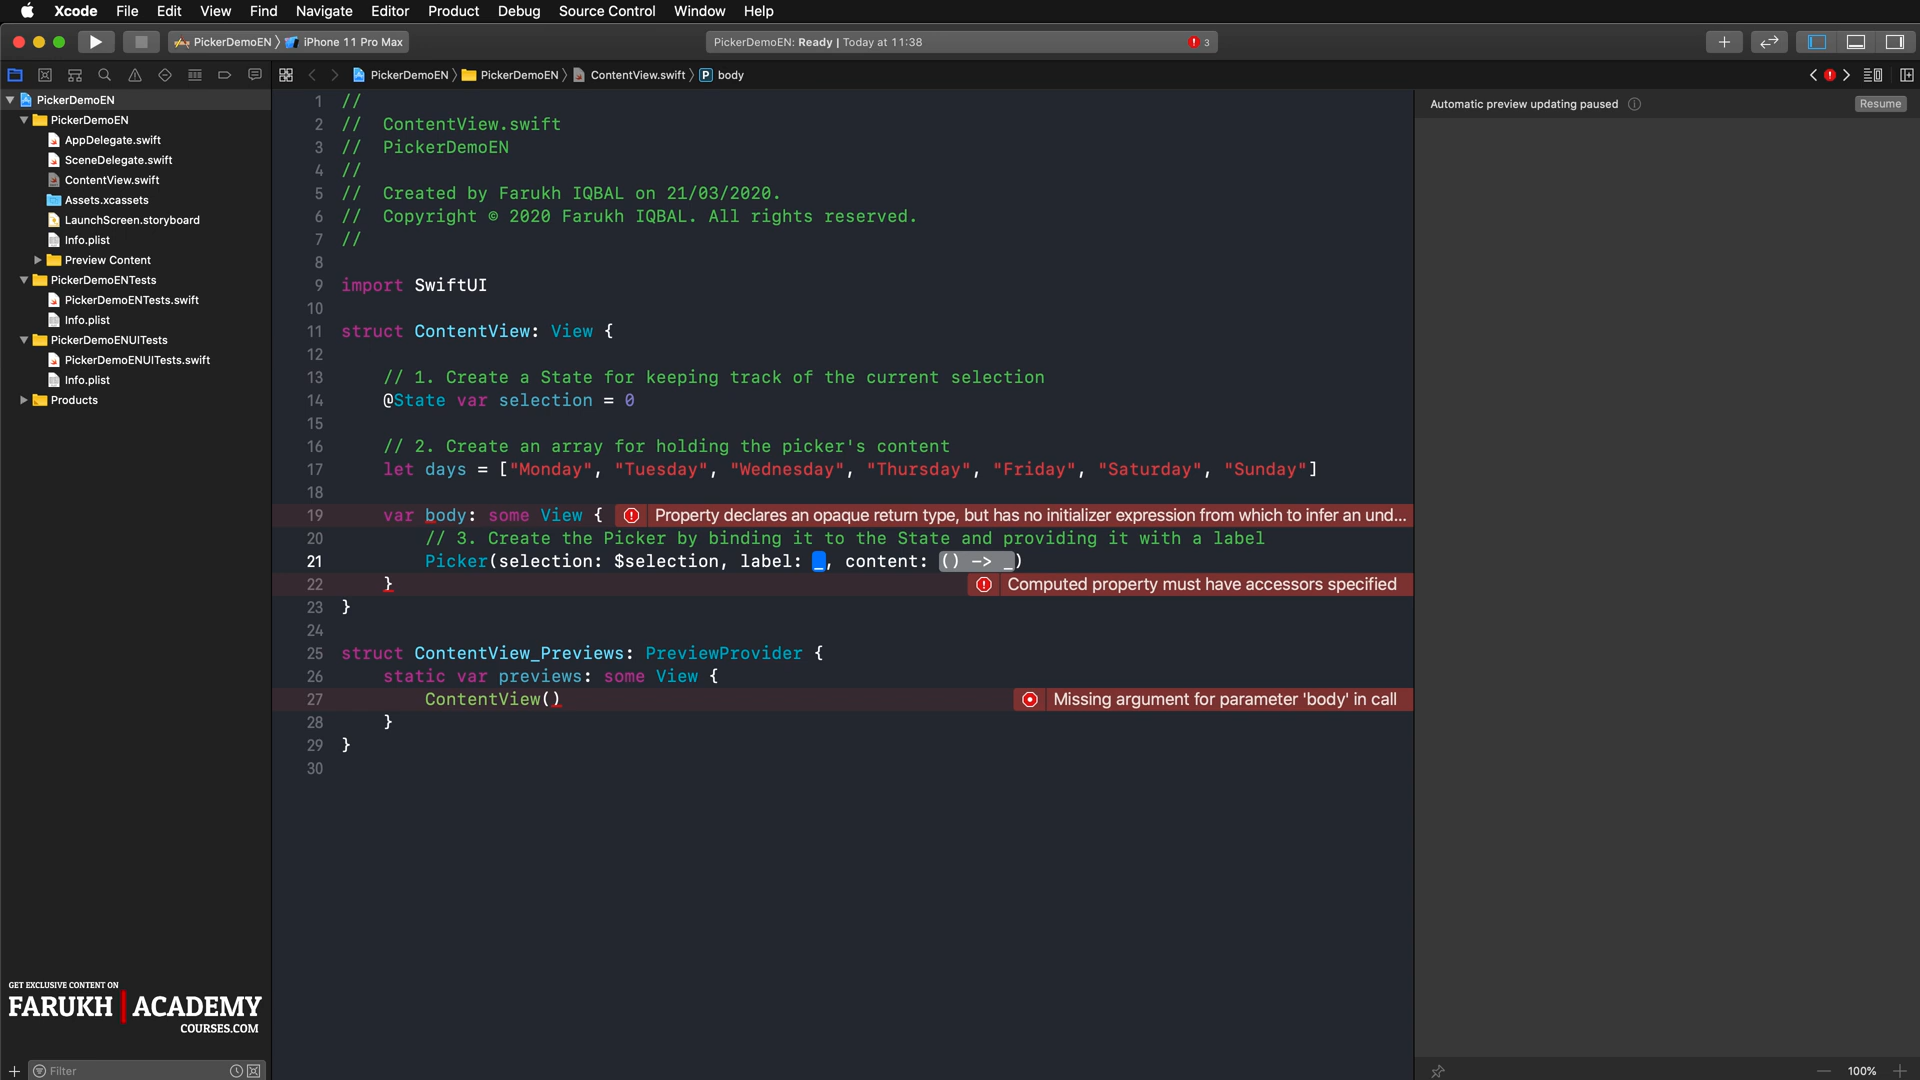 Xcode File Edit View Find Navigate Editor Product Debug Source Control Window Help
PickerDemoEN 〉 iPhone 11 Pro Max
PickerDemoEN: Ready | Today at 11:38
3
PickerDemoEN 〉 PickerDemoEN 〉 ContentView.swift 〉 P body
PickerDemoEN
PickerDemoEN
AppDelegate.swift
SceneDelegate.swift
ContentView.swift
Assets.xcassets
LaunchScreen.storyboard
Info.plist
Preview Content
PickerDemoENTests
PickerDemoENTests.swift
Info.plist
PickerDemoENUITests
PickerDemoENUITests.swift
Info.plist
Products
1 //
2 // ContentView.swift
3 // PickerDemoEN
4 //
5 // Created by Farukh IQBAL on 21/03/2020.
6 // Copyright © 2020 Farukh IQBAL. All rights reserved.
7 //
8
9 import SwiftUI
10
11 struct ContentView: View {
12
13 // 1. Create a State for keeping track of the current selection
14 @State var selection = 0
15
16 // 2. Create an array for holding the picker's content
17 let days = ["Monday", "Tuesday", "Wednesday", "Thursday", "Friday", "Saturday", "Sunday"]
18
19 var body: some View { Property declares an opaque return type, but has no initializer expression from which to infer an und...
20 // 3. Create the Picker by binding it to the State and providing it with a label
21 Picker(selection: $selection, label: _, content: () -> _)
22 } Computed property must have accessors specified
23 }
24
25 struct ContentView_Previews: PreviewProvider {
26 static var previews: some View {
27 ContentView() Missing argument for parameter 'body' in call
28 }
29 }
30
Automatic preview updating paused
Resume
GET EXCLUSIVE CONTENT ON
FARUKH ACADEMY
COURSES.COM
Filter
100%